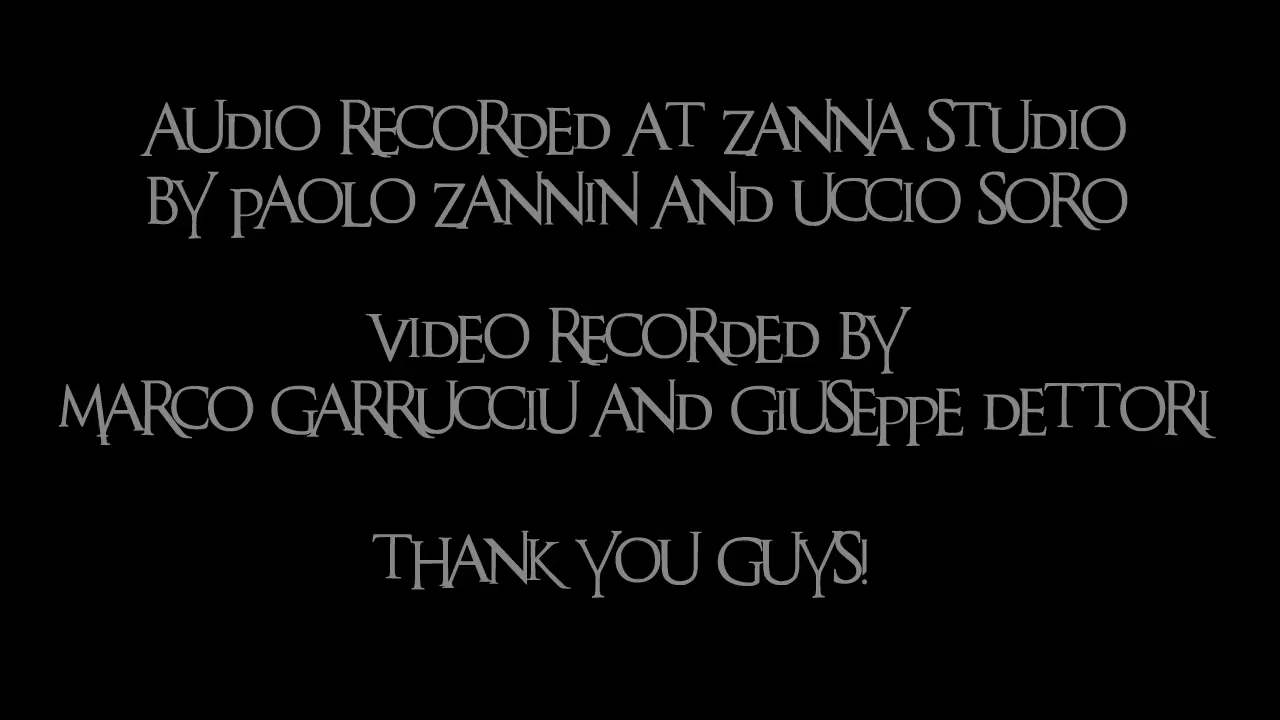 AUDIO RECORDED AT ZANNA STUDIO
BY PAOLO ZANNIN AND UCCIO SORO
VIDEO RECORDED BY
MARCO GARRUCCIU AND GIUSEPPE DETTORI
THANK YOU GUYS!